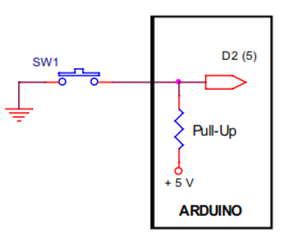 D2 (5)
SW1
Pull-Up
+ 5 V
ARDUINO